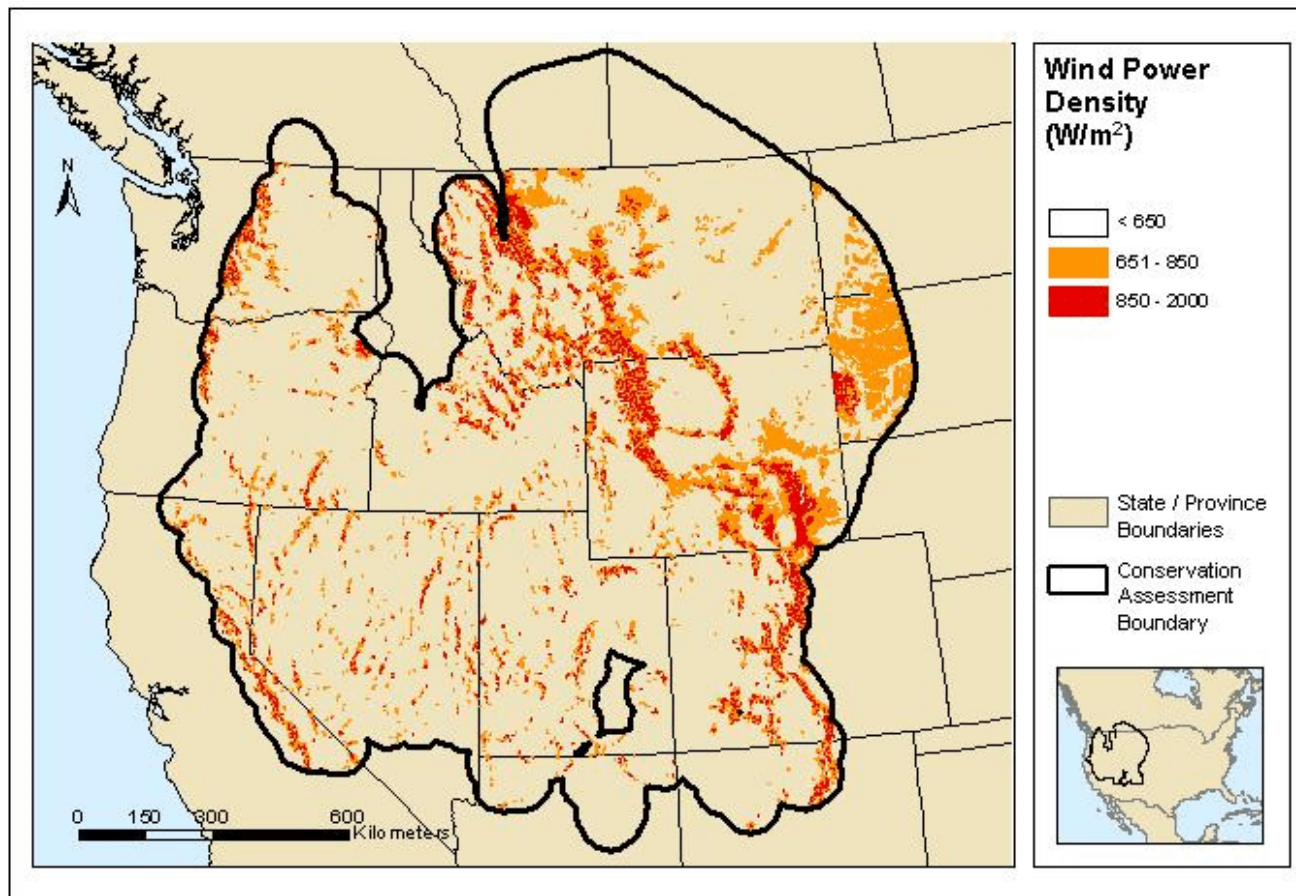 Wind Power
Density
(W/m²)
< 650
651 - 850
850 - 2000
State / Province
Boundaries
Conservation
Assessment
Boundary
N
0 150 300 600
Kilometers